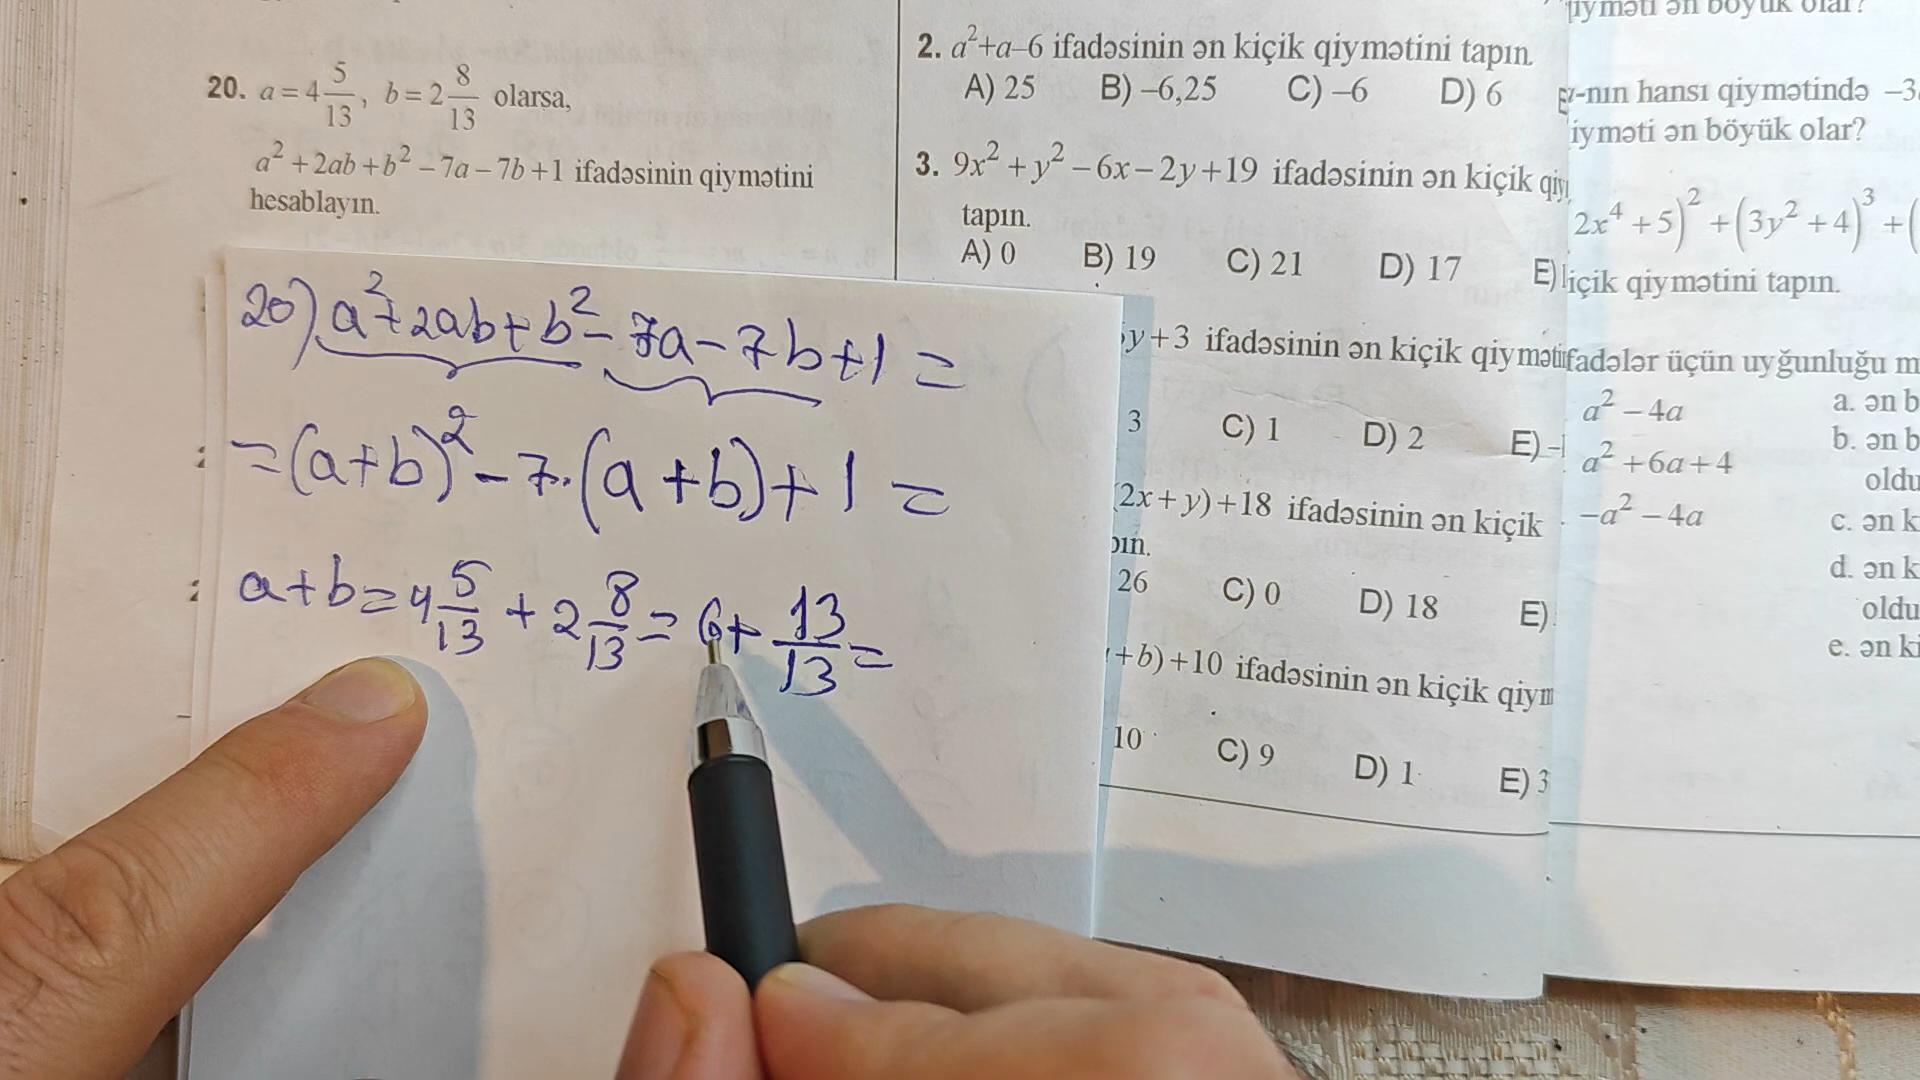 20. a = 4 5/13, b = 2 8/13 olarsa,
a² + 2ab + b² − 7a − 7b + 1 ifadəsinin qiymətini
hesablayın.
20) a² + 2ab + b² − 7a − 7b + 1 =
= (a + b)² − 7·(a + b) + 1 =
a + b = 4 5/13 + 2 8/13 = 6 + 13/13 =
2. a²+a–6 ifadəsinin ən kiçik qiymətini tapın
A) 25 B) –6,25 C) –6 D) 6
3. 9x² + y² − 6x − 2y + 19 ifadəsinin ən kiçik
tapın.
A) 0 B) 19 C) 21 D) 17 E)
y + 3 ifadəsinin ən kiçik
3 C) 1 D) 2 E)
(2x + y) + 18 ifadəsinin ən kiçik
26 C) 0 D) 18 E)
+b) + 10 ifadəsinin ən kiçik
10 C) 9 D) 1 E) 3
-nın hansı qiymətində –3
ən böyük olar?
2x⁴ + 5)² + (3y² + 4)³ + (
qiymətini tapın.
üçün uyğunluğu
a² − 4a
a² + 6a + 4
−a² − 4a
a. ən b
b. ən b
oldu
c. ən k
d. ən k
oldu
e. ən ki